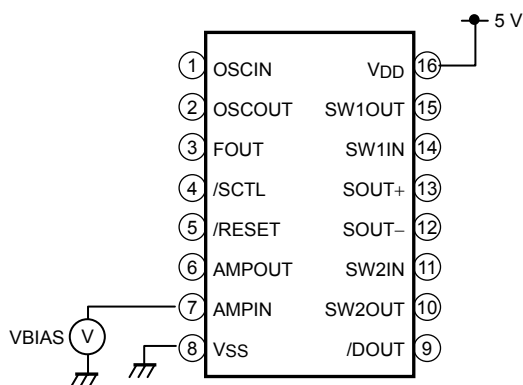 5 V
1 OSCIN VDD 16
2 OSCOUT SW1OUT 15
3 FOUT SW1IN 14
4 /SCTL SOUT+ 13
5 /RESET SOUT− 12
6 AMPOUT SW2IN 11
7 AMPIN SW2OUT 10
VBIAS V
8 VSS /DOUT 9